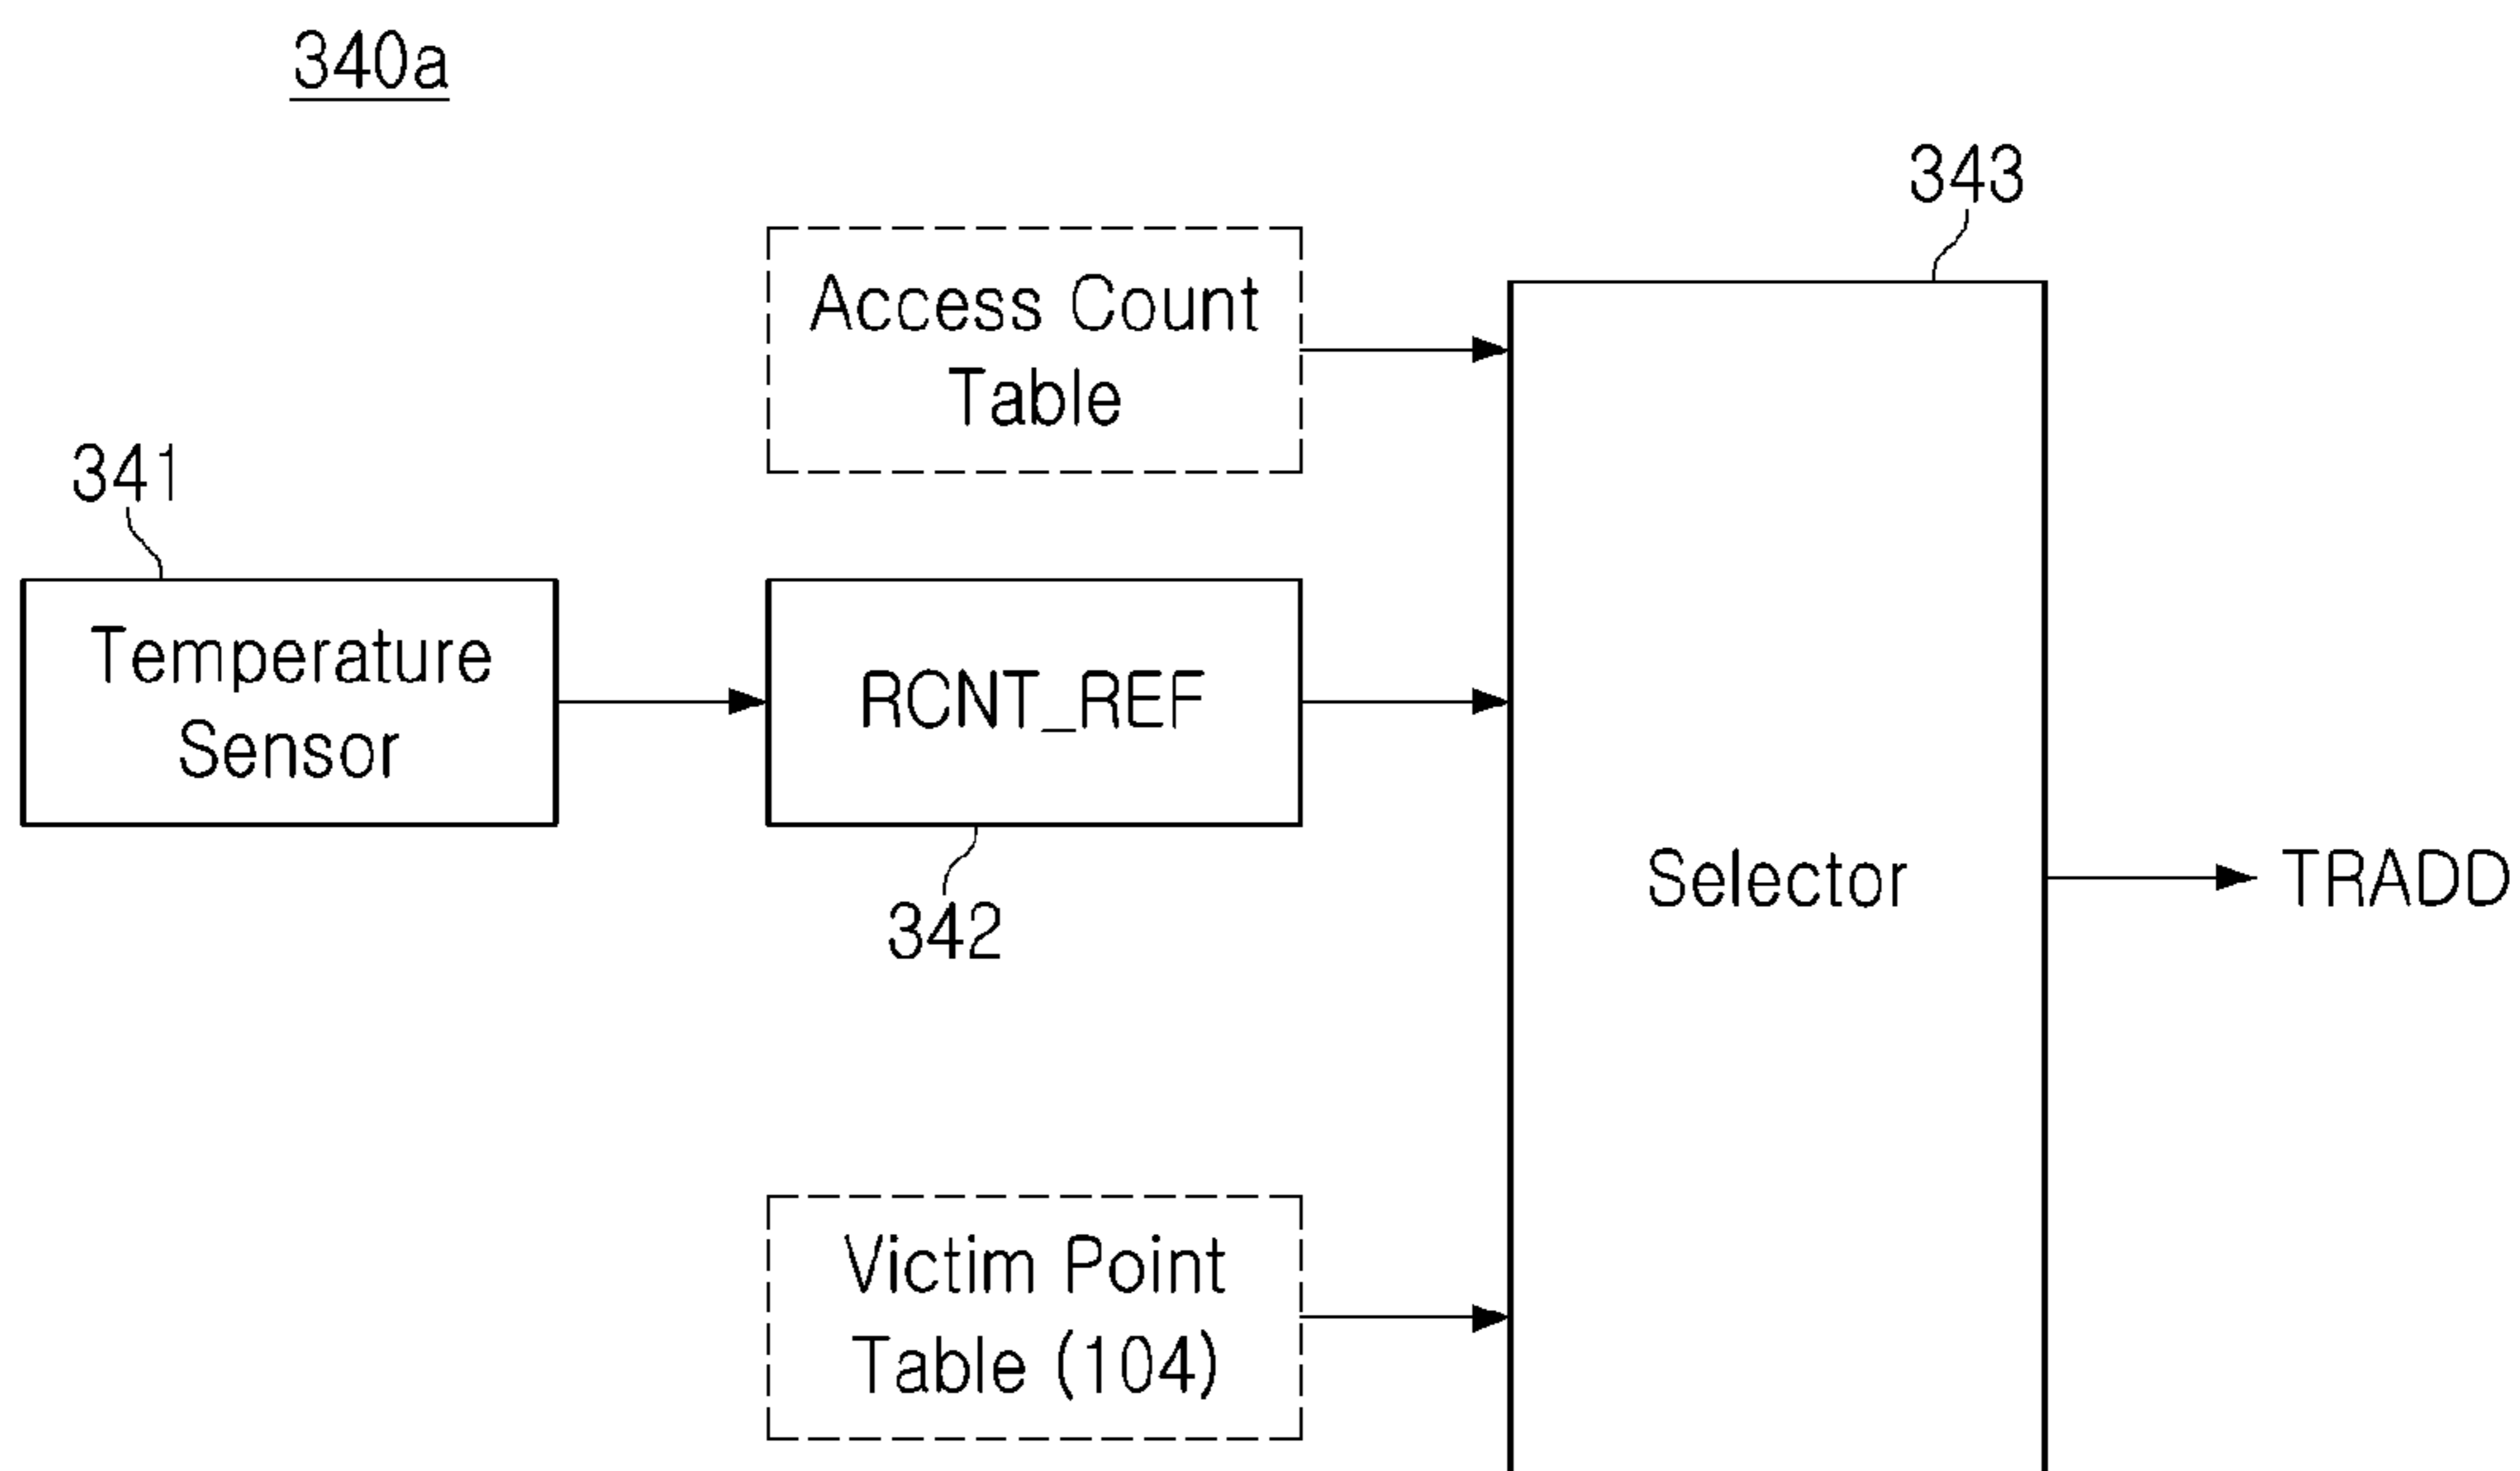 340a
343
Access Count
Table
341
Temperature
Sensor
RCNT_REF
342
Selector
TRADD
Victim Point
Table (104)